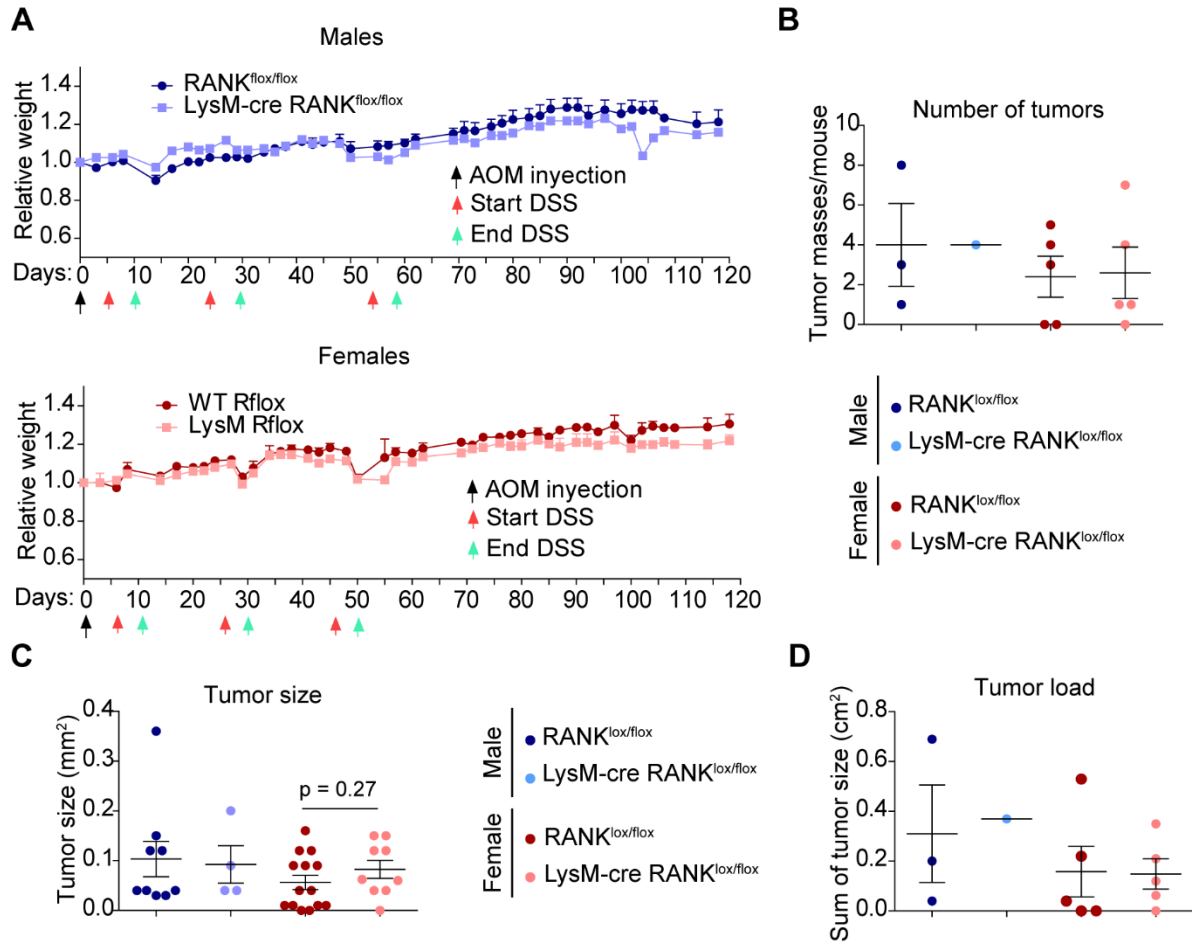 A
Males
Relative weight
1.4
1.2
1.0
0.8
0.6
RANKflox/flox
LysM-cre RANKflox/flox
AOM inyection
Start DSS
End DSS
Days: 0 10 20 30 40 50 60 70 80 90 100 110 120
Females
Relative weight
1.4
1.2
1.0
0.8
0.6
WT Rflox
LysM Rflox
AOM inyection
Start DSS
End DSS
Days: 0 10 20 30 40 50 60 70 80 90 100 110 120
B
Number of tumors
Tumor masses/mouse
10
8
6
4
2
0
Male
RANKlox/flox
LysM-cre RANKlox/flox
Female
RANKlox/flox
LysM-cre RANKlox/flox
C
Tumor size
Tumor size (mm²)
0.4
0.3
0.2
0.1
0.0
p = 0.27
Male
RANKlox/flox
LysM-cre RANKlox/flox
Female
RANKlox/flox
LysM-cre RANKlox/flox
D
Tumor load
Sum of tumor size (cm²)
0.8
0.6
0.4
0.2
0.0